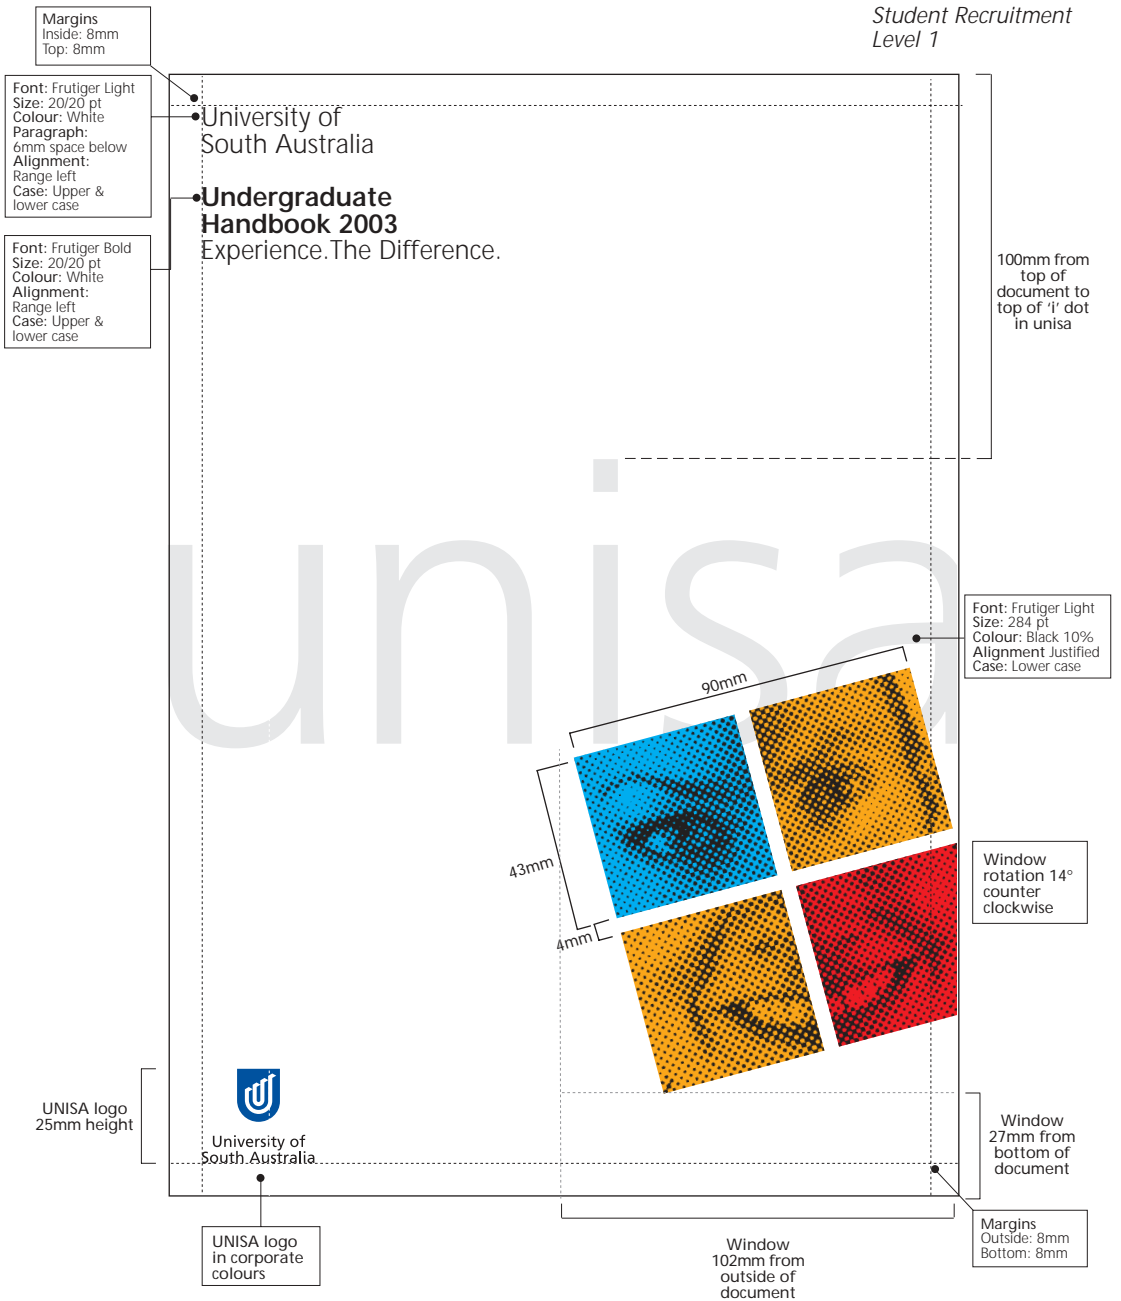 Student Recruitment
Level 1
Margins
Inside: 8mm
Top: 8mm
Font: Frutiger Light
Size: 20/20 pt
Colour: White
Paragraph:
6mm space below
Alignment:
Range left
Case: Upper &
lower case
University of
South Australia
Undergraduate
Handbook 2003
Experience.The Difference.
Font: Frutiger Bold
Size: 20/20 pt
Colour: White
Alignment:
Range left
Case: Upper &
lower case
100mm from
top of
document to
top of ‘i’ dot
in unisa
unisa
Font: Frutiger Light
Size: 284 pt
Colour: Black 10%
Alignment Justified
Case: Lower case
90mm
43mm
4mm
Window
rotation 14°
counter
clockwise
UNISA logo
25mm height
University of
South Australia
Window
27mm from
bottom of
document
UNISA logo
in corporate
colours
Window
102mm from
outside of
document
Margins
Outside: 8mm
Bottom: 8mm